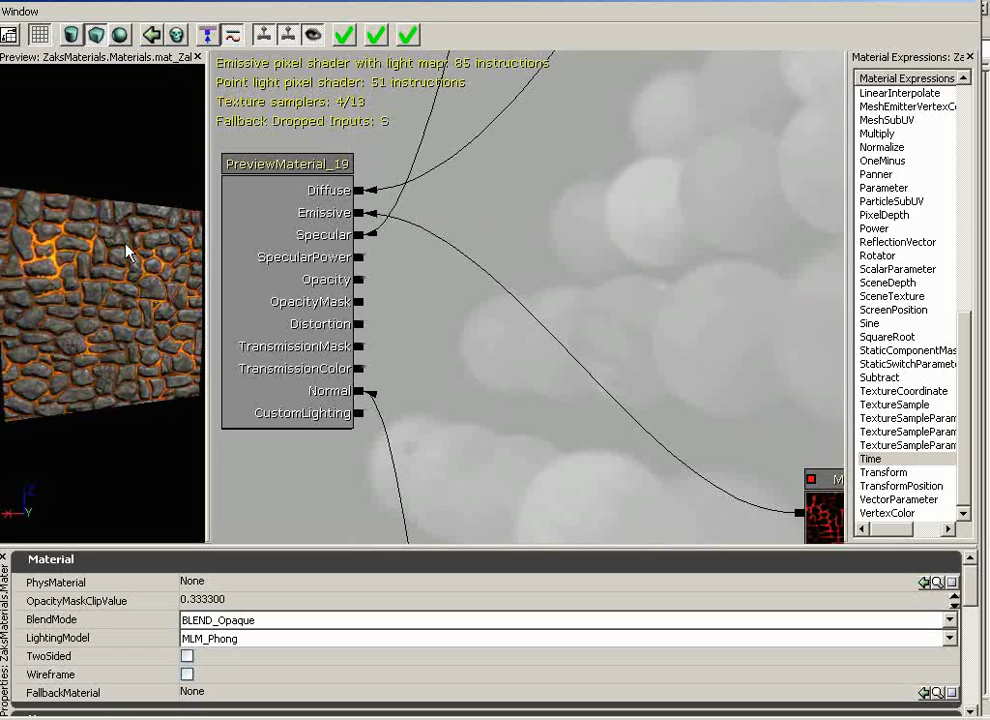 Window
Preview: ZaksMaterials.Materials.mat_Zal
Emissive pixel shader with light map: 85 instructions
Point light pixel shader: 51 instructions
Texture samplers: 4/13
Fallback Dropped Inputs: S
PreviewMaterial_19
Diffuse
Emissive
Specular
SpecularPower
Opacity
OpacityMask
Distortion
TransmissionMask
TransmissionColor
Normal
CustomLighting
M
Z
X
Y
Material Expressions: Za
Material Expressions
LinearInterpolate
MeshEmitterVertexCo
MeshSubUV
Multiply
Normalize
OneMinus
Panner
Parameter
ParticleSubUV
PixelDepth
Power
ReflectionVector
Rotator
ScalarParameter
SceneDepth
SceneTexture
ScreenPosition
Sine
SquareRoot
StaticComponentMas
StaticSwitchParamet
Subtract
TextureCoordinate
TextureSample
TextureSampleParam
TextureSampleParam
TextureSampleParam
Time
Transform
TransformPosition
VectorParameter
VertexColor
Properties: ZaksMaterials.Mater
Material
PhysMaterial None
OpacityMaskClipValue 0.333300
BlendMode BLEND_Opaque
LightingModel MLM_Phong
TwoSided
Wireframe
FallbackMaterial None